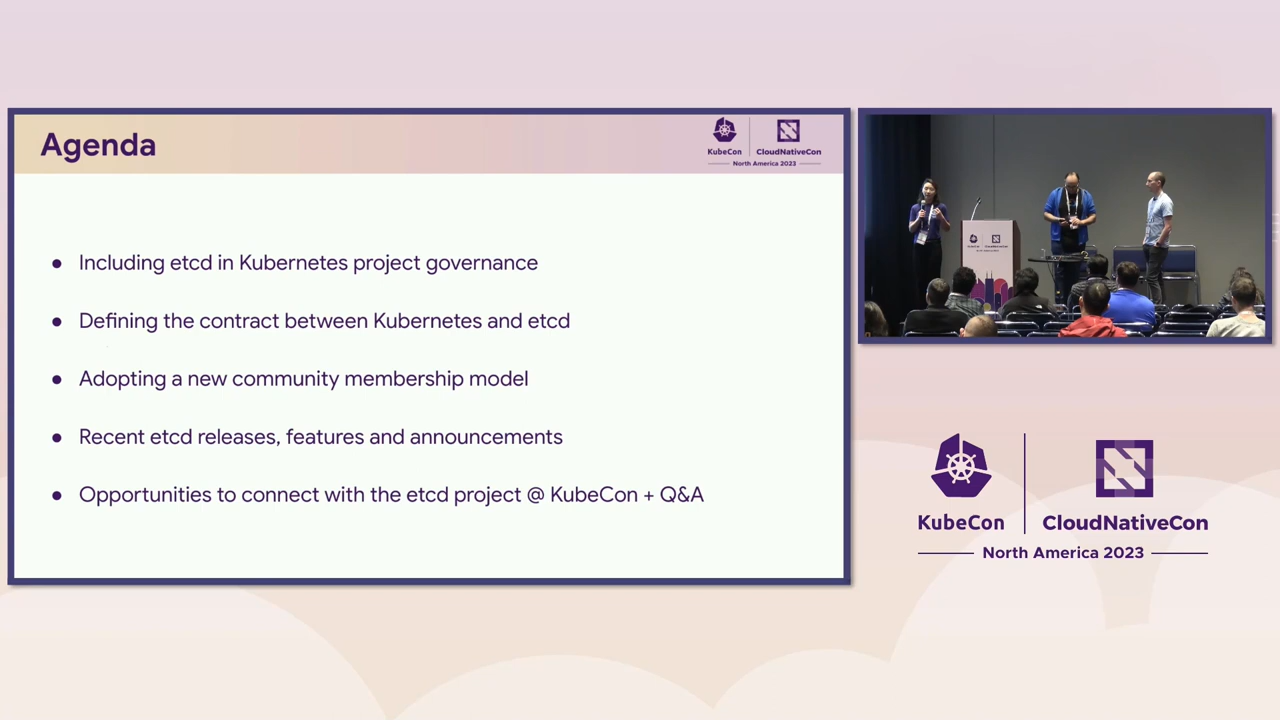 Agenda
KubeCon
CloudNativeCon
North America 2023
Including etcd in Kubernetes project governance
Defining the contract between Kubernetes and etcd
Adopting a new community membership model
Recent etcd releases, features and announcements
Opportunities to connect with the etcd project @ KubeCon + Q&A
KubeCon
CloudNativeCon
North America 2023